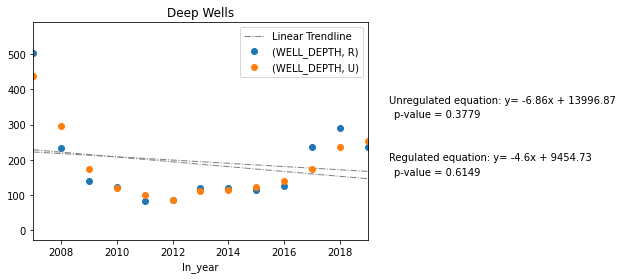 Deep Wells
Linear Trendline
(WELL_DEPTH, R)
(WELL_DEPTH, U)
500
400
300
200
100
0
2008 2010 2012 2014 2016 2018
In_year
Unregulated equation: y= -6.86x + 13996.87
p-value = 0.3779
Regulated equation: y= -4.6x + 9454.73
p-value = 0.6149